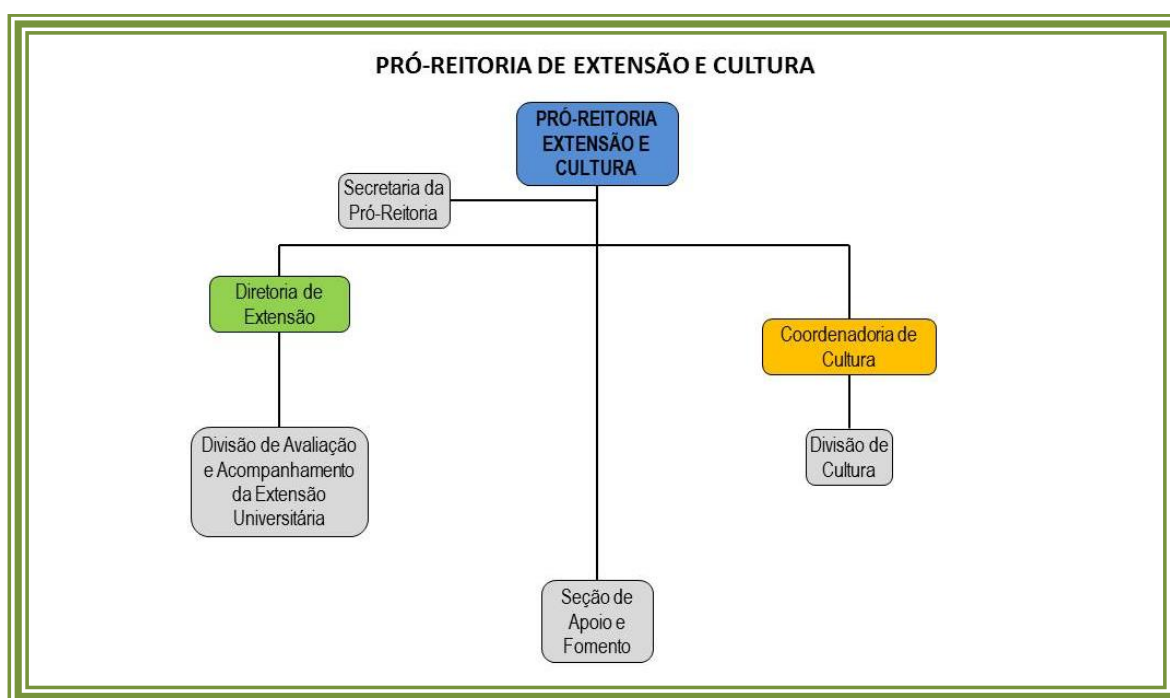 PRÓ-REITORIA DE EXTENSÃO E CULTURA
PRÓ-REITORIA
EXTENSÃO E
CULTURA
Secretaria da
Pró-Reitoria
Diretoria de
Extensão
Coordenadoria de
Cultura
Divisão de Avaliação
e Acompanhamento
da Extensão
Universitária
Divisão de
Cultura
Seção de
Apoio e
Fomento